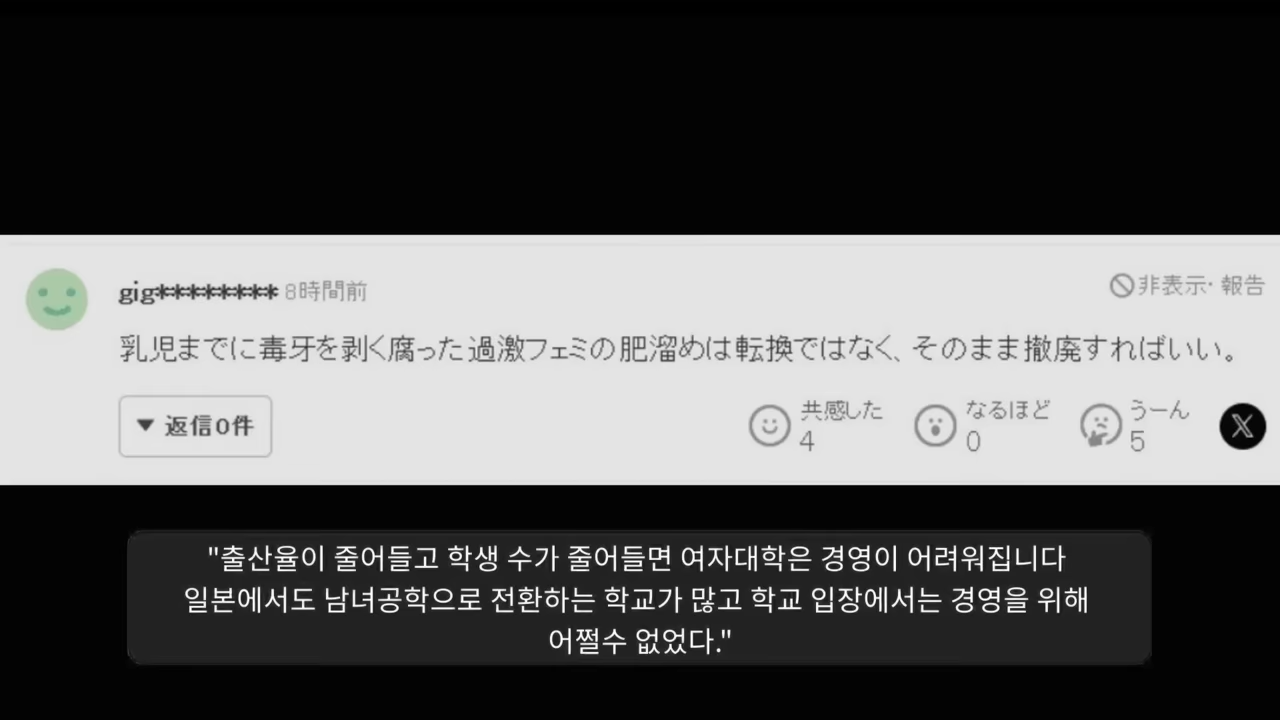 gig********* 8時間前
非表示· 報告
乳児までに毒牙を剥く腐った過激フェミの肥溜めは転換ではなく、そのまま撤廃すればいい。
▼ 返信0件
共感した
4
なるほど
0
うーん
5
X
"출산율이 줄어들고 학생 수가 줄어들면 여자대학은 경영이 어려워집니다
일본에서도 남녀공학으로 전환하는 학교가 많고 학교 입장에서는 경영을 위해
어쩔수 없었다."